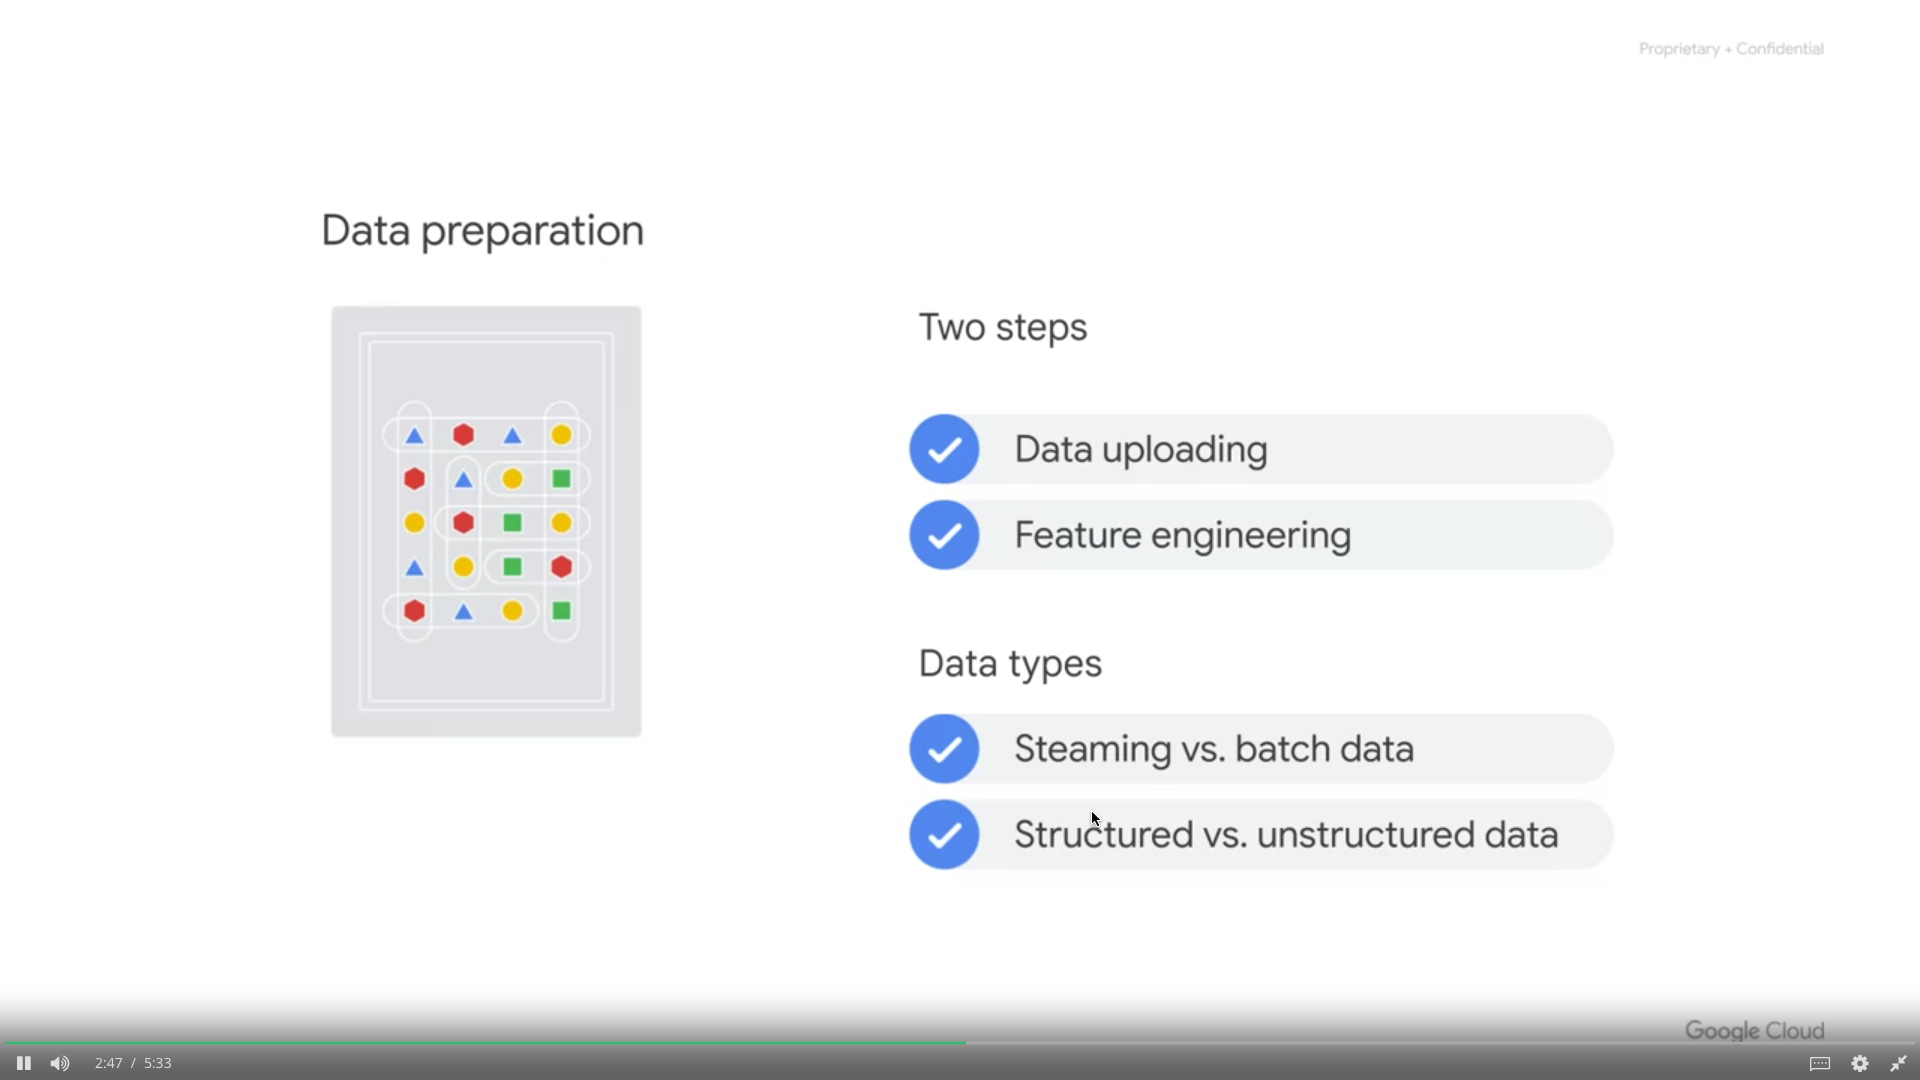 Proprietary + Confidential
Data preparation
Two steps
Data uploading
Feature engineering
Data types
Steaming vs. batch data
Structured vs. unstructured data
Google Cloud
2:47 / 5:33